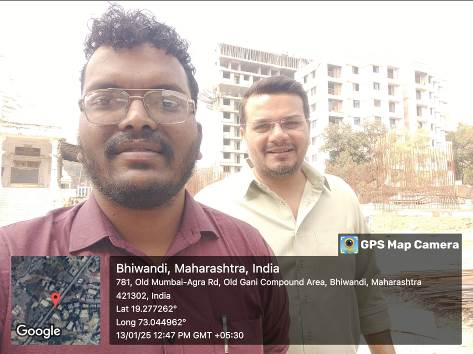 GPS Map Camera
Bhiwandi, Maharashtra, India
781, Old Mumbai-Agra Rd, Old Gani Compound Area, Bhiwandi, Maharashtra
421302, India
Lat 19.277262°
Long 73.044962°
13/01/25 12:47 PM GMT +05:30
Google